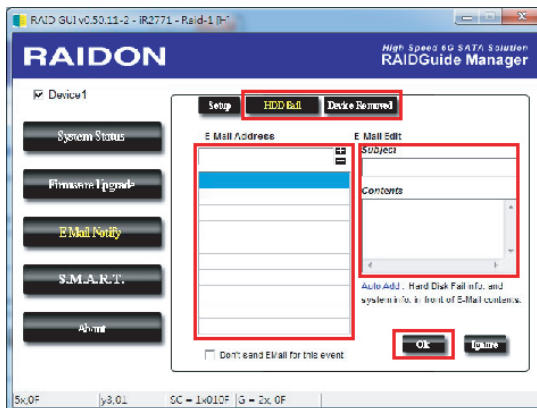 RAID GUI v0.50.11-2 - iR2771 - Raid-1 [H]
RAIDON
High Speed 6G SATA Solution
RAIDGuide Manager
Device1
Setup
HDD Fail
Device Removed
System Status
Firmware Upgrade
E Mail Notify
S.M.A.R.T.
About
E Mail Address
E Mail Edit
Subject
Contents
Auto Add : Hard Disk Fail info. and
system info. in front of E-Mail contents.
Don't send EMail for this event
Ok
Ignore
5x,0F
y3,01
SC = 1x010F
G = 2x, 0F